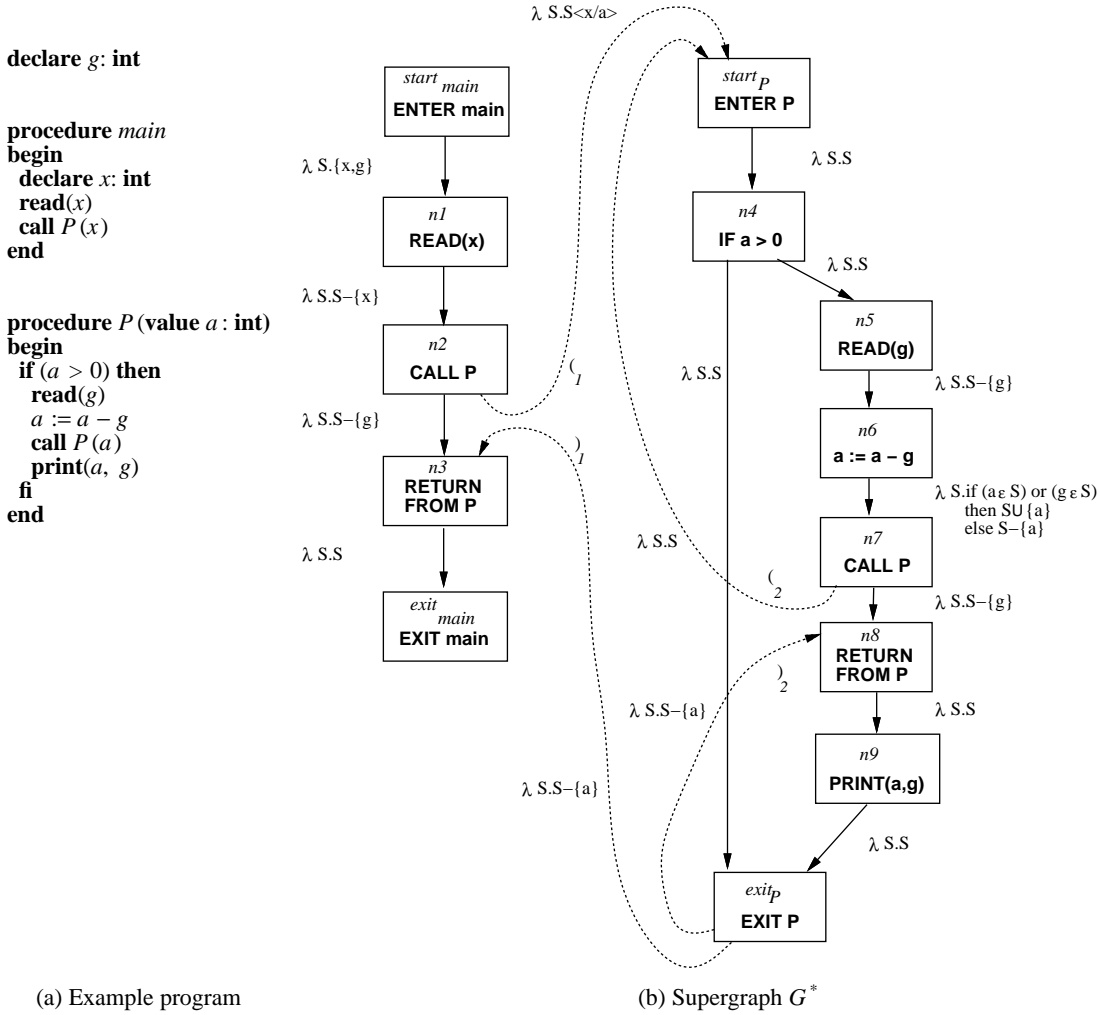 declare g: int
procedure main
begin
declare x: int
read(x)
call P (x)
end
procedure P (value a : int)
begin
if (a > 0) then
read(g)
a := a − g
call P (a)
print(a, g)
fi
end
(a) Example program
start main
ENTER main
λ S.{x,g}
n1
READ(x)
λ S.S−{x}
n2
CALL P
λ S.S−{g}
n3
RETURN
FROM P
λ S.S
exit main
EXIT main
λ S.S<x/a>
(1
)1
λ S.S−{a}
start P
ENTER P
λ S.S
n4
IF a > 0
λ S.S
λ S.S
n5
READ(g)
λ S.S−{g}
n6
a := a − g
λ S.if (a ε S) or (g ε S)
then S∪{a}
else S−{a}
λ S.S
n7
CALL P
(2
λ S.S−{g}
n8
RETURN
FROM P
)2
λ S.S−{a}
λ S.S
n9
PRINT(a,g)
λ S.S
exit P
EXIT P
(b) Supergraph G*